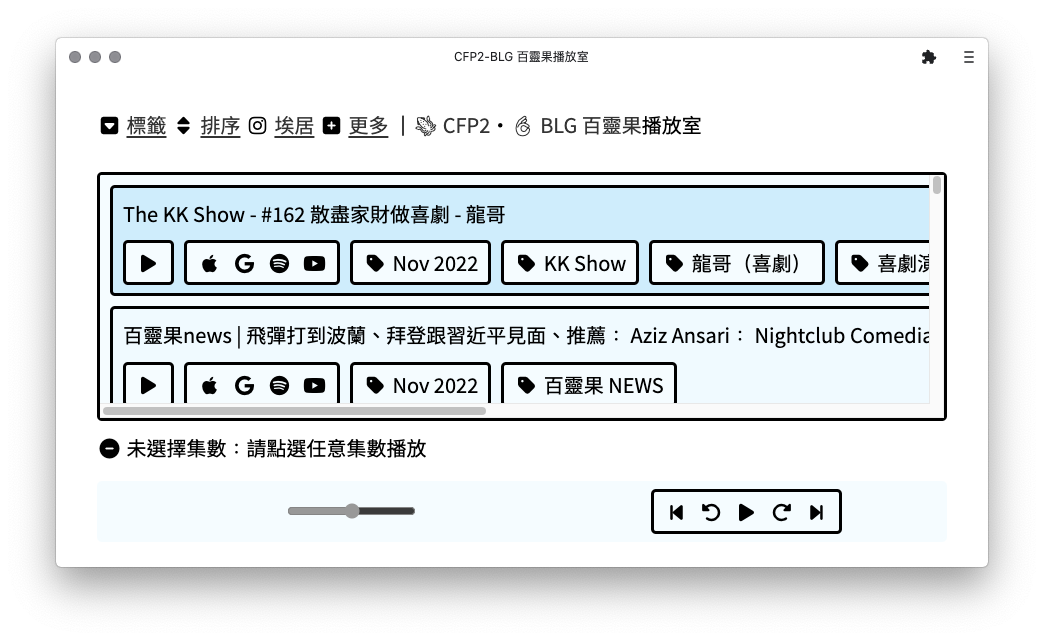 CFP2-BLG 百靈果播放室
標籤 排序 埃居 更多 | CFP2・ BLG 百靈果播放室
The KK Show - #162 散盡家財做喜劇 - 龍哥
Nov 2022 KK Show 龍哥（喜劇） 喜劇演
百靈果news | 飛彈打到波蘭、拜登跟習近平見面、推薦： Aziz Ansari： Nightclub Comedia
Nov 2022 百靈果 NEWS
未選擇集數：請點選任意集數播放